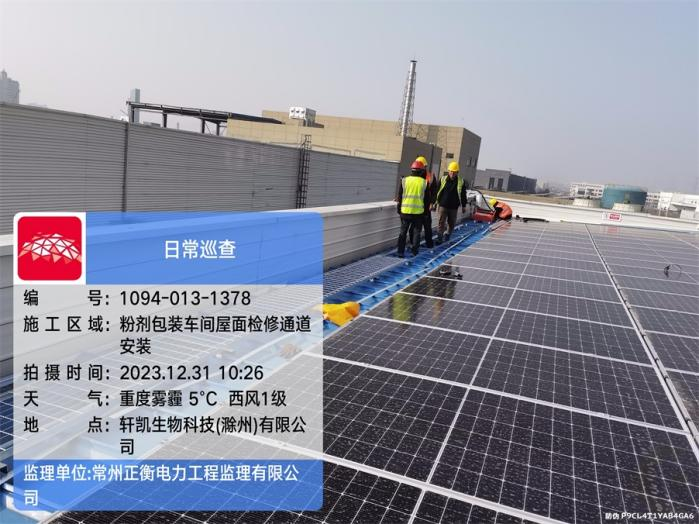 日常巡查
编号：1094-013-1378
施工区域：粉剂包装车间屋面检修通道
安装
拍摄时间：2023.12.31 10:26
天气：重度雾霾 5℃ 西风1级
地点：轩凯生物科技(滁州)有限公
司
监理单位:常州正衡电力工程监理有限公
司
防伪 P9CL4T1YAB4GA6